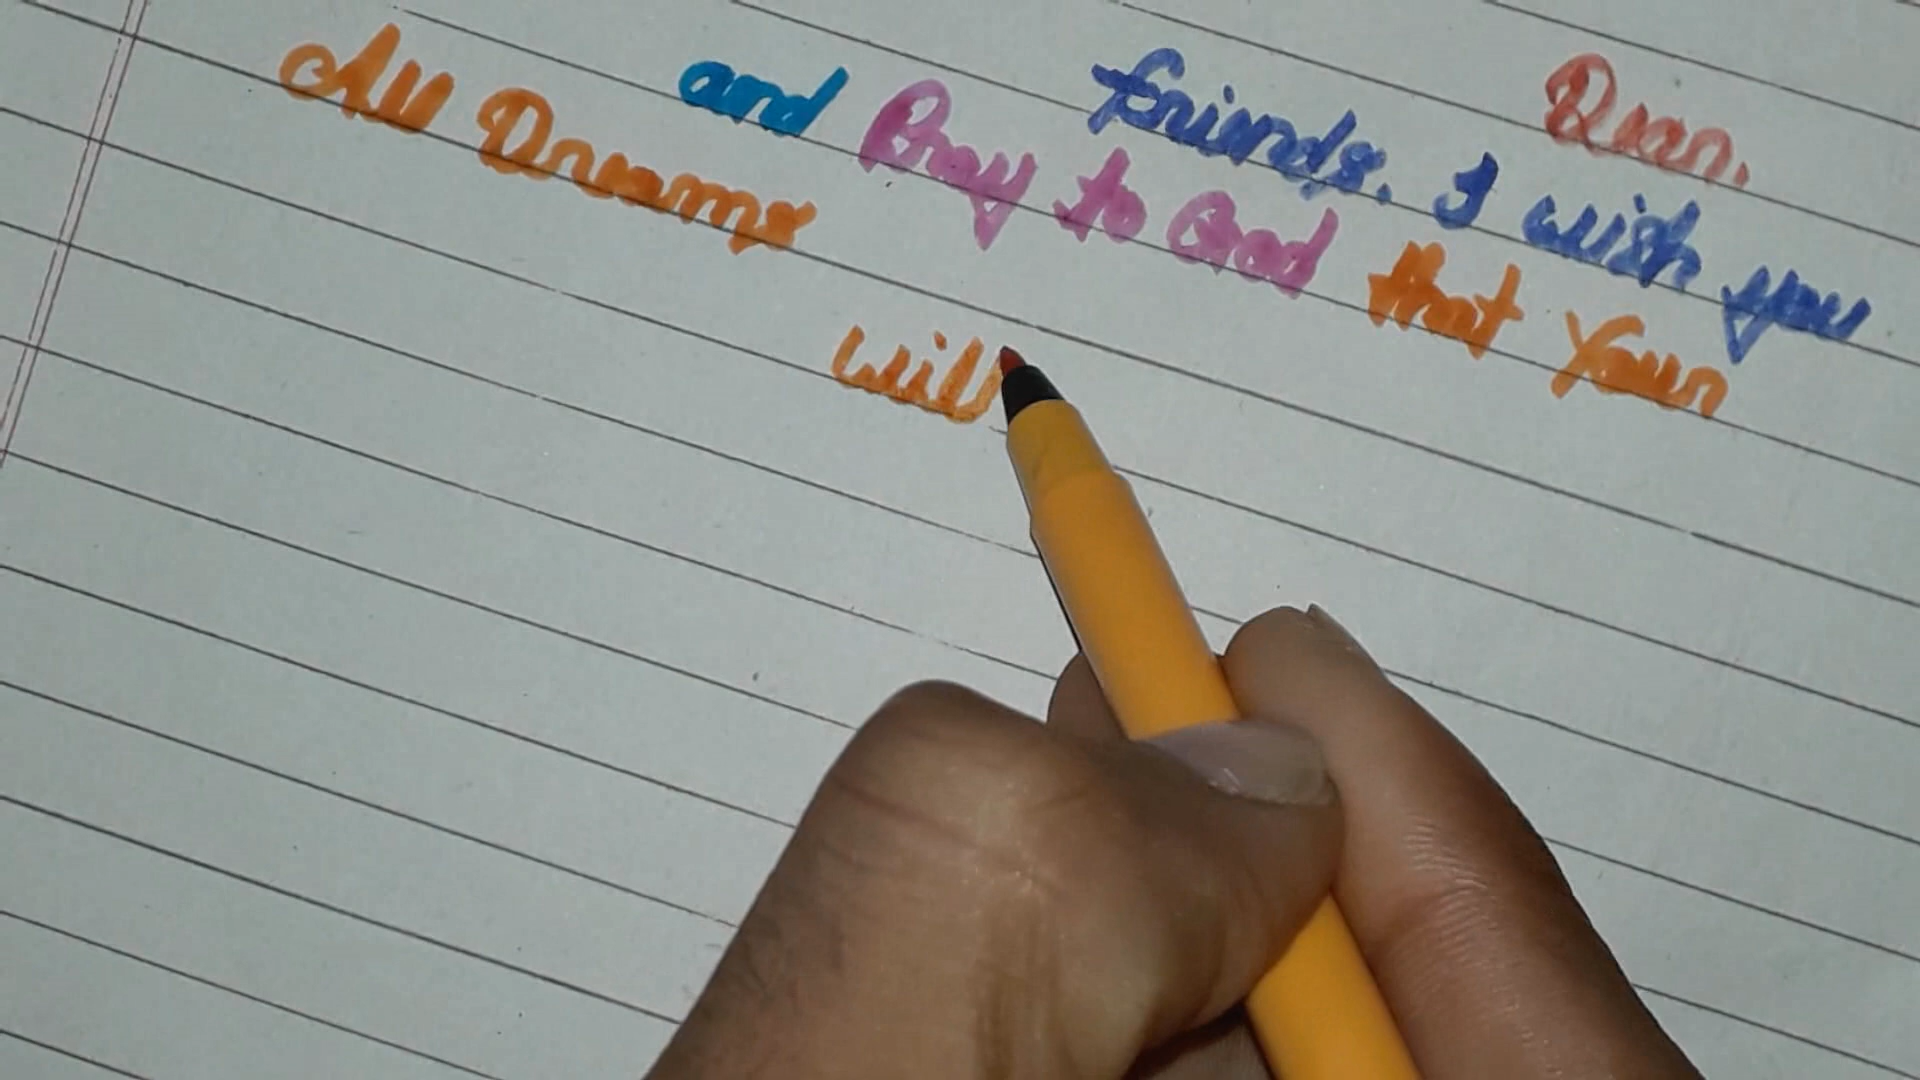 Dear,
friends. I wish you
and Pray to God that Your
All Dreams
will